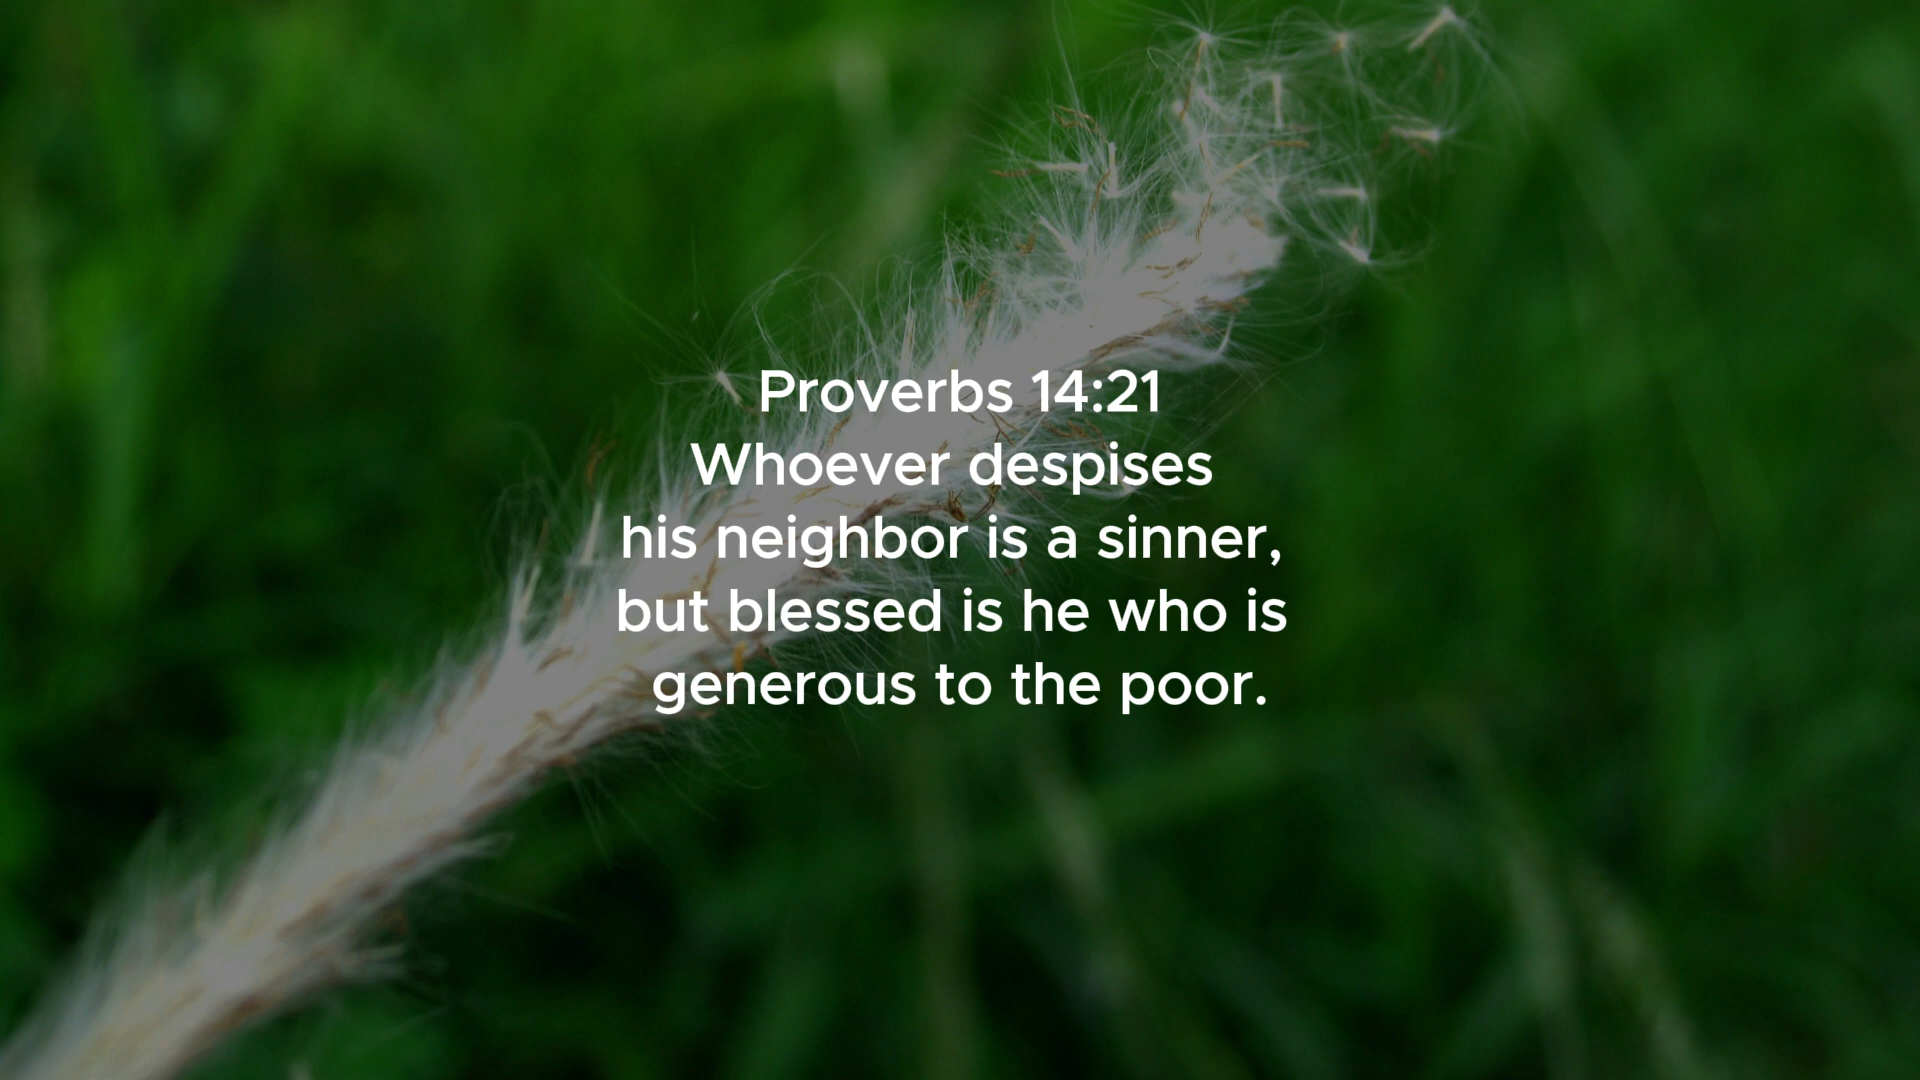 Proverbs 14:21
Whoever despises
his neighbor is a sinner,
but blessed is he who is
generous to the poor.